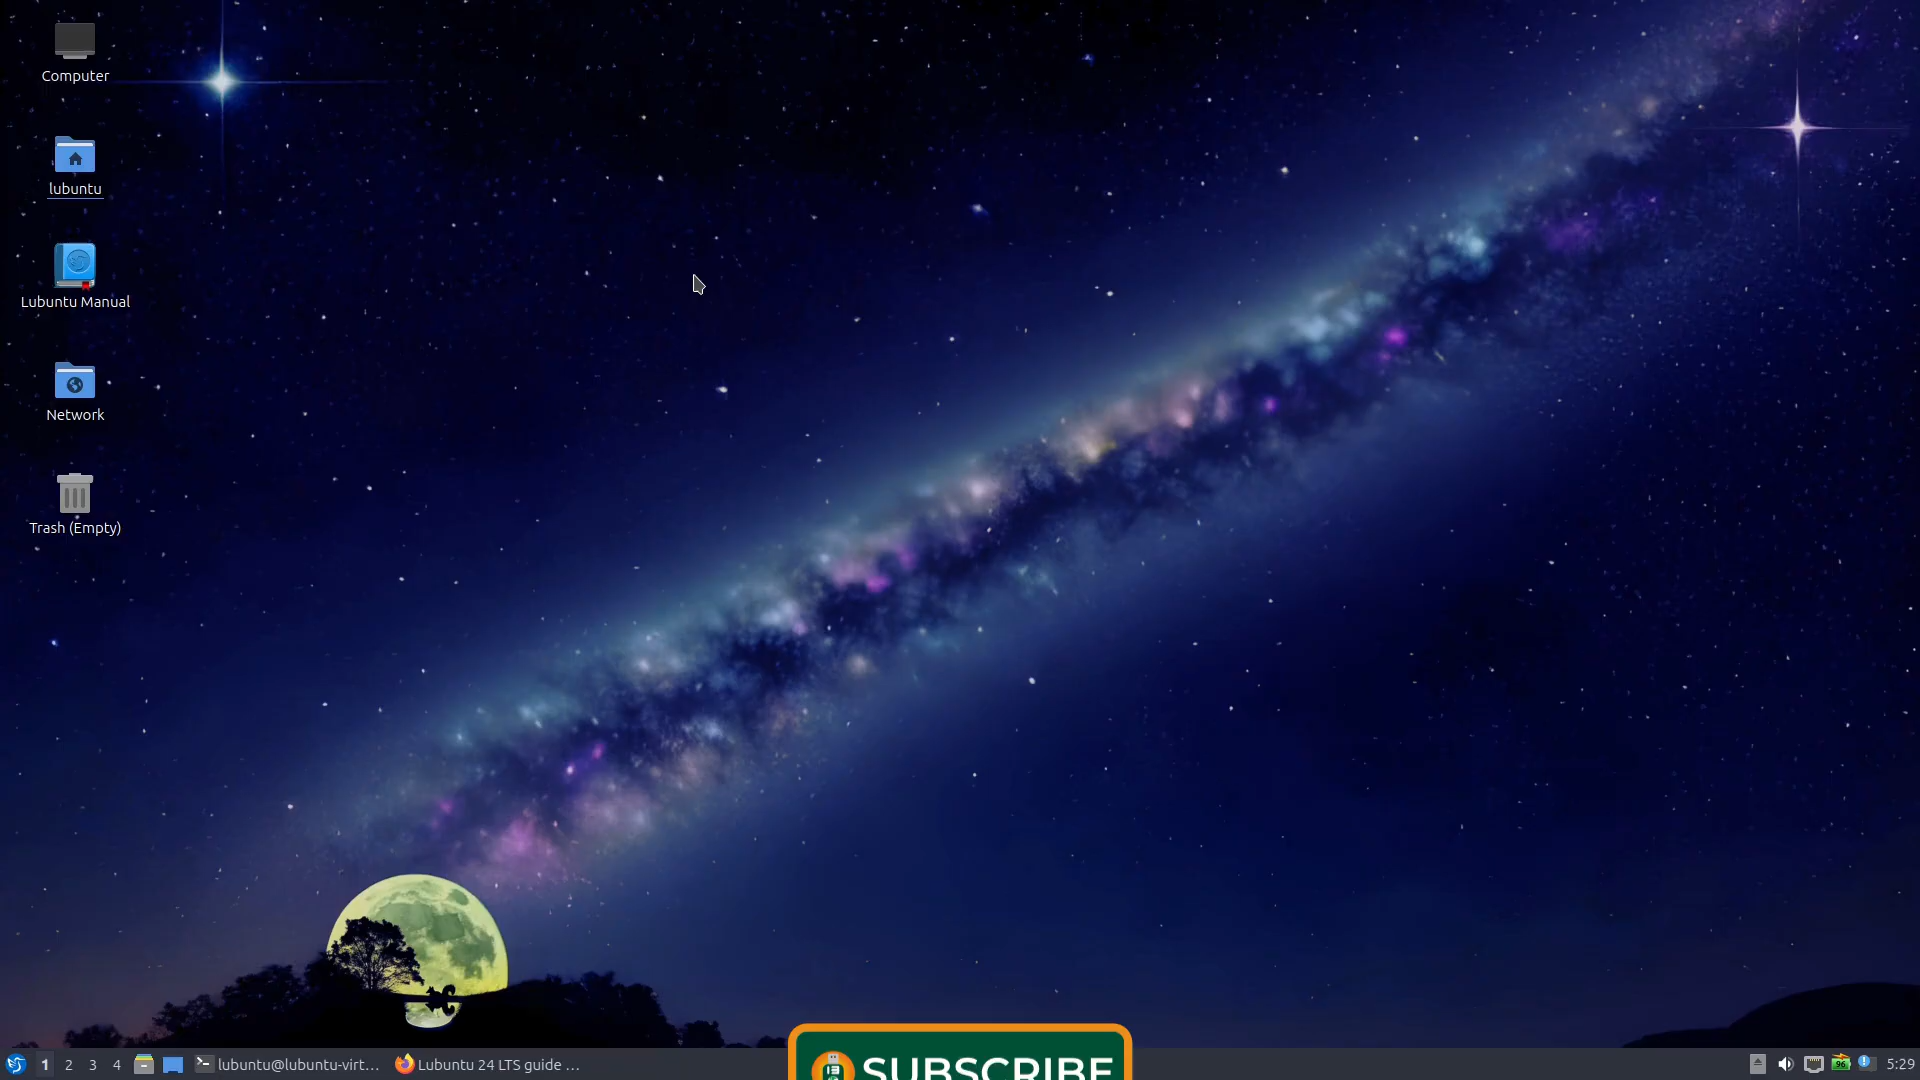 Computer
lubuntu
Lubuntu Manual
Network
Trash (Empty)
SUBSCRIBE
1 2 3 4 lubuntu@lubuntu-virt... Lubuntu 24 LTS guide ... 96 5:29